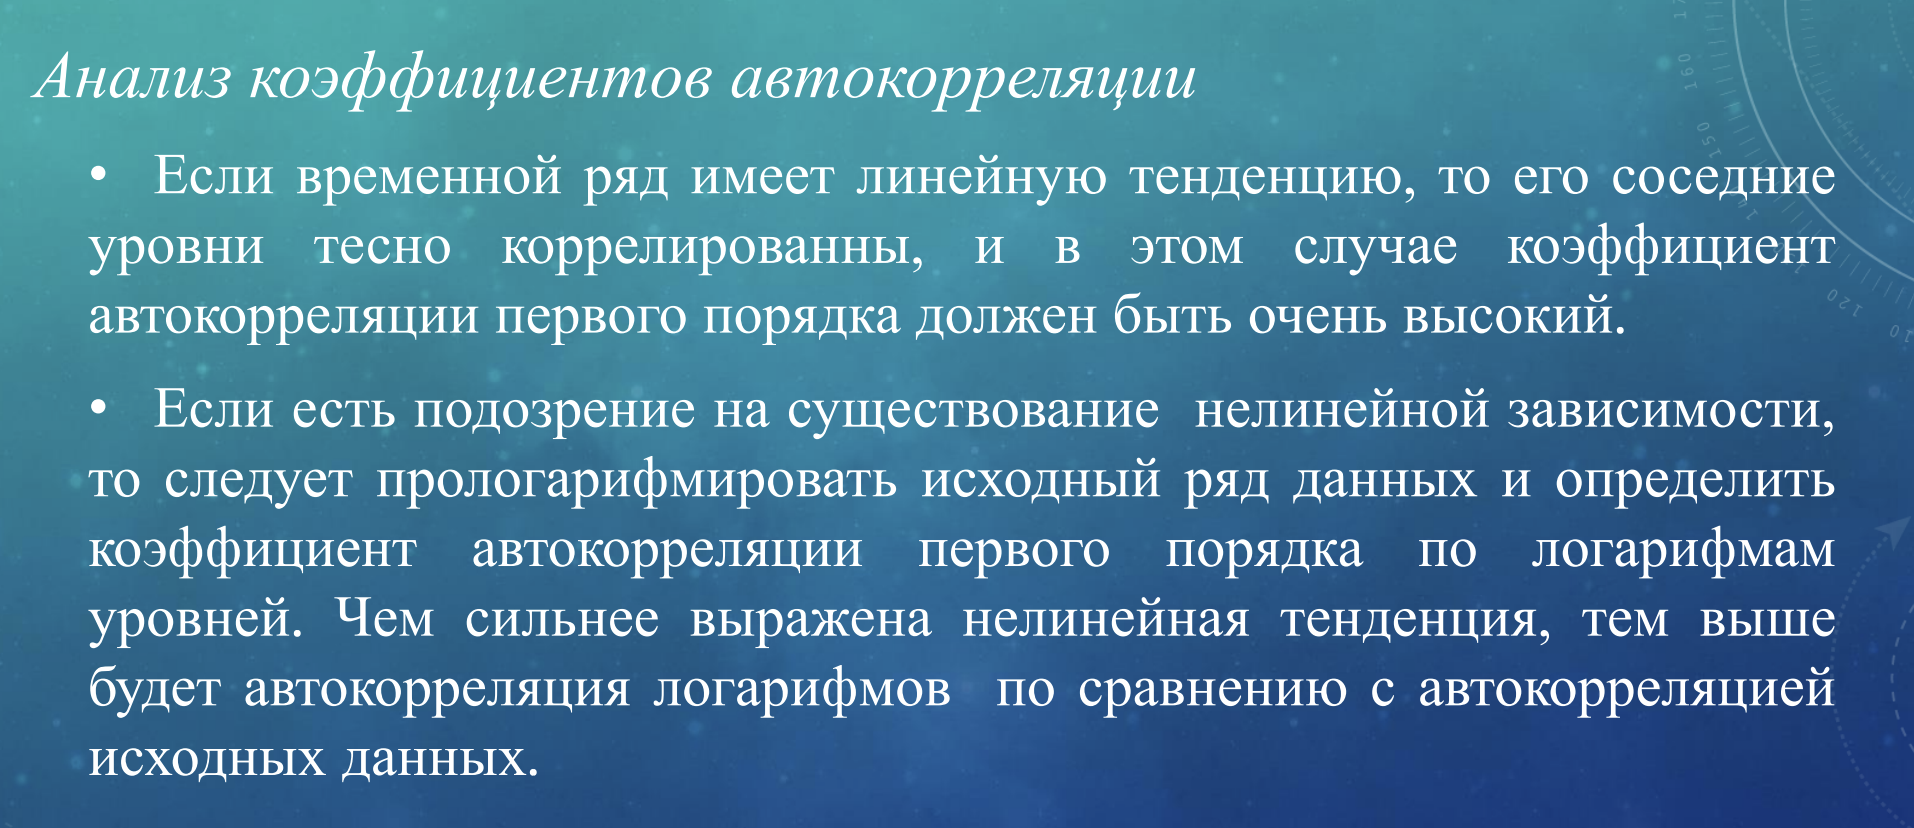 Анализ коэффициентов автокорреляции
• Если временной ряд имеет линейную тенденцию, то его соседние
уровни тесно коррелированны, и в этом случае коэффициент
автокорреляции первого порядка должен быть очень высокий.
• Если есть подозрение на существование нелинейной зависимости,
то следует прологарифмировать исходный ряд данных и определить
коэффициент автокорреляции первого порядка по логарифмам
уровней. Чем сильнее выражена нелинейная тенденция, тем выше
будет автокорреляция логарифмов по сравнению с автокорреляцией
исходных данных.
160
150
120